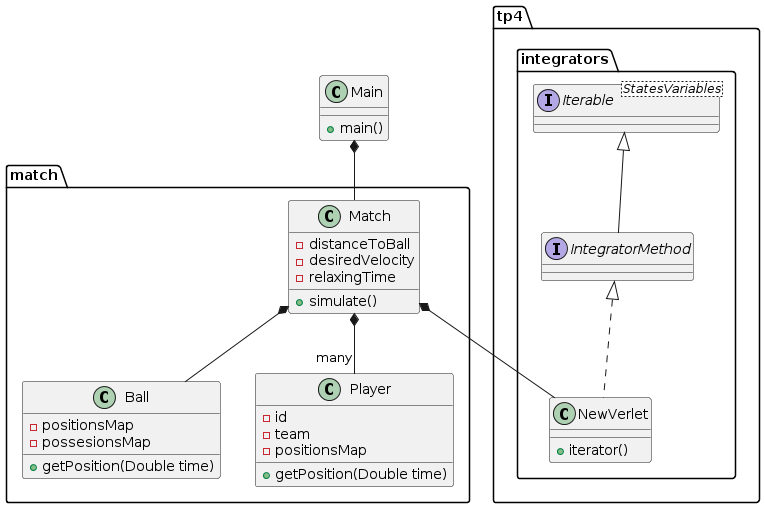 tp4
integrators
StatesVariables
I Iterable
C Main
main()
match
C Match
distanceToBall
desiredVelocity
relaxingTime
simulate()
I IntegratorMethod
many
C Ball
positionsMap
possesionsMap
getPosition(Double time)
C Player
id
team
positionsMap
getPosition(Double time)
C NewVerlet
iterator()